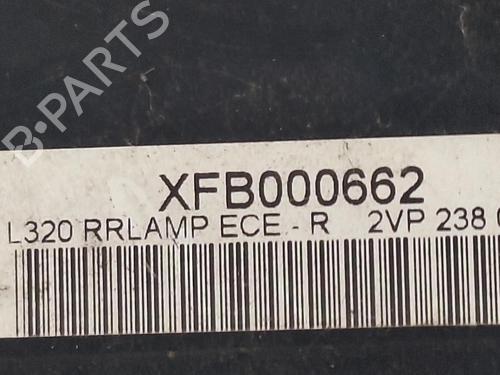 B·PARTS
XFB000662
L320 RRLAMP ECE - R 2VP 238